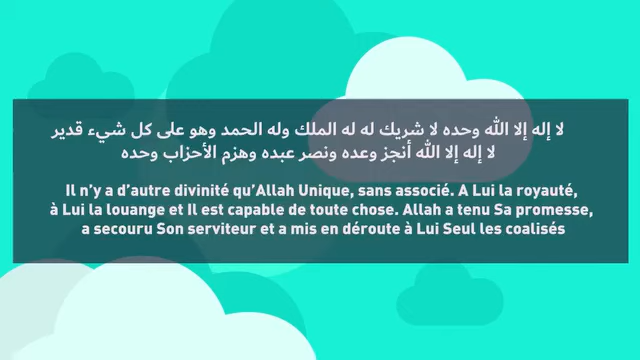 لا إله إلا الله وحده لا شريك له له الملك وله الحمد وهو على كل شيء قدير
لا إله إلا الله أنجز وعده ونصر عبده وهزم الأحزاب وحده
Il n’y a d’autre divinité qu’Allah Unique, sans associé. A Lui la royauté,
à Lui la louange et Il est capable de toute chose. Allah a tenu Sa promesse,
a secouru Son serviteur et a mis en déroute à Lui Seul les coalisés